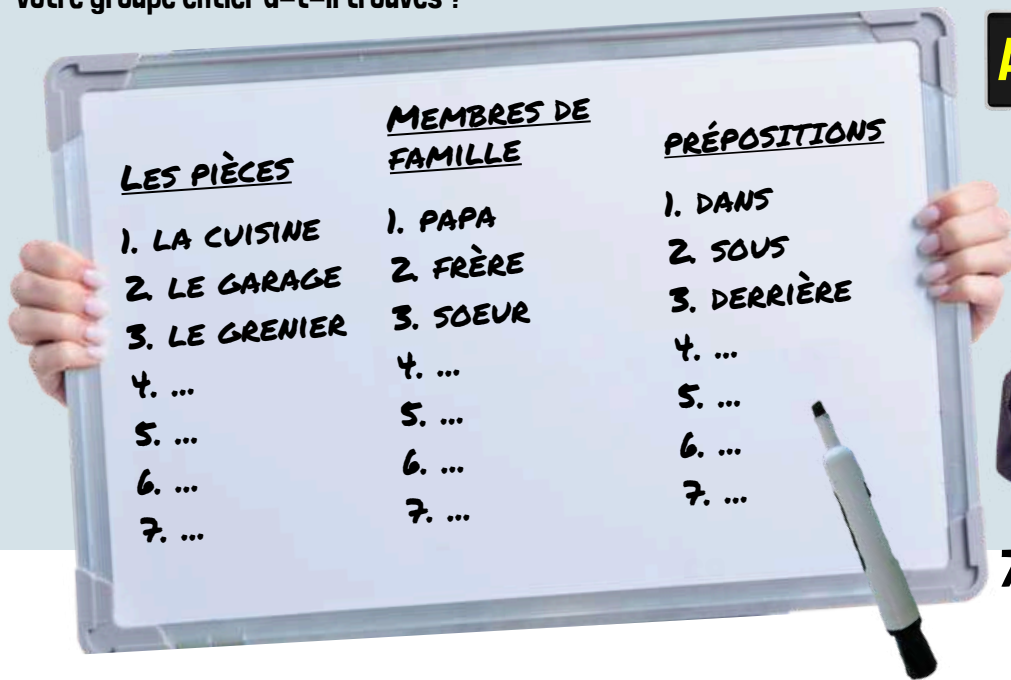 votre groupe entier a-t-il trouvés ?
LES PIÈCES
1. LA CUISINE
2. LE GARAGE
3. LE GRENIER
4. ...
5. ...
6. ...
7. ...
MEMBRES DE
FAMILLE
1. PAPA
2. FRÈRE
3. SOEUR
4. ...
5. ...
6. ...
7. ...
PRÉPOSITIONS
1. DANS
2. SOUS
3. DERRIÈRE
4. ...
5. ...
6. ...
7. ...
A
7